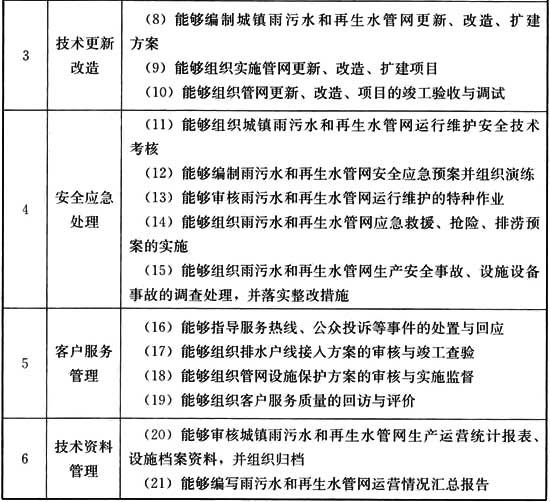 3
技术更新
改造
(8) 能够编制城镇雨污水和再生水管网更新、改造、扩建
方案
(9) 能够组织实施管网更新、改造、扩建项目
(10) 能够组织管网更新、改造、项目的竣工验收与调试
4
安全应急
处理
(11) 能够组织城镇雨污水和再生水管网运行维护安全技术
考核
(12) 能够编制雨污水和再生水管网安全应急预案并组织演练
(13) 能够审核雨污水和再生水管网运行维护的特种作业
(14) 能够组织雨污水和再生水管网应急救援、抢险、排涝预
案的实施
(15) 能够组织雨污水和再生水管网生产安全事故、设施设备
事故的调查处理，并落实整改措施
5
客户服务
管理
(16) 能够指导服务热线、公众投诉等事件的处置与回应
(17) 能够组织排水户线接入方案的审核与竣工查验
(18) 能够组织管网设施保护方案的审核与实施监督
(19) 能够组织客户服务质量的回访与评价
6
技术资料
管理
(20) 能够审核城镇雨污水和再生水管网生产运营统计报表、
设施档案资料，并组织归档
(21) 能够编写雨污水和再生水管网运营情况汇总报告